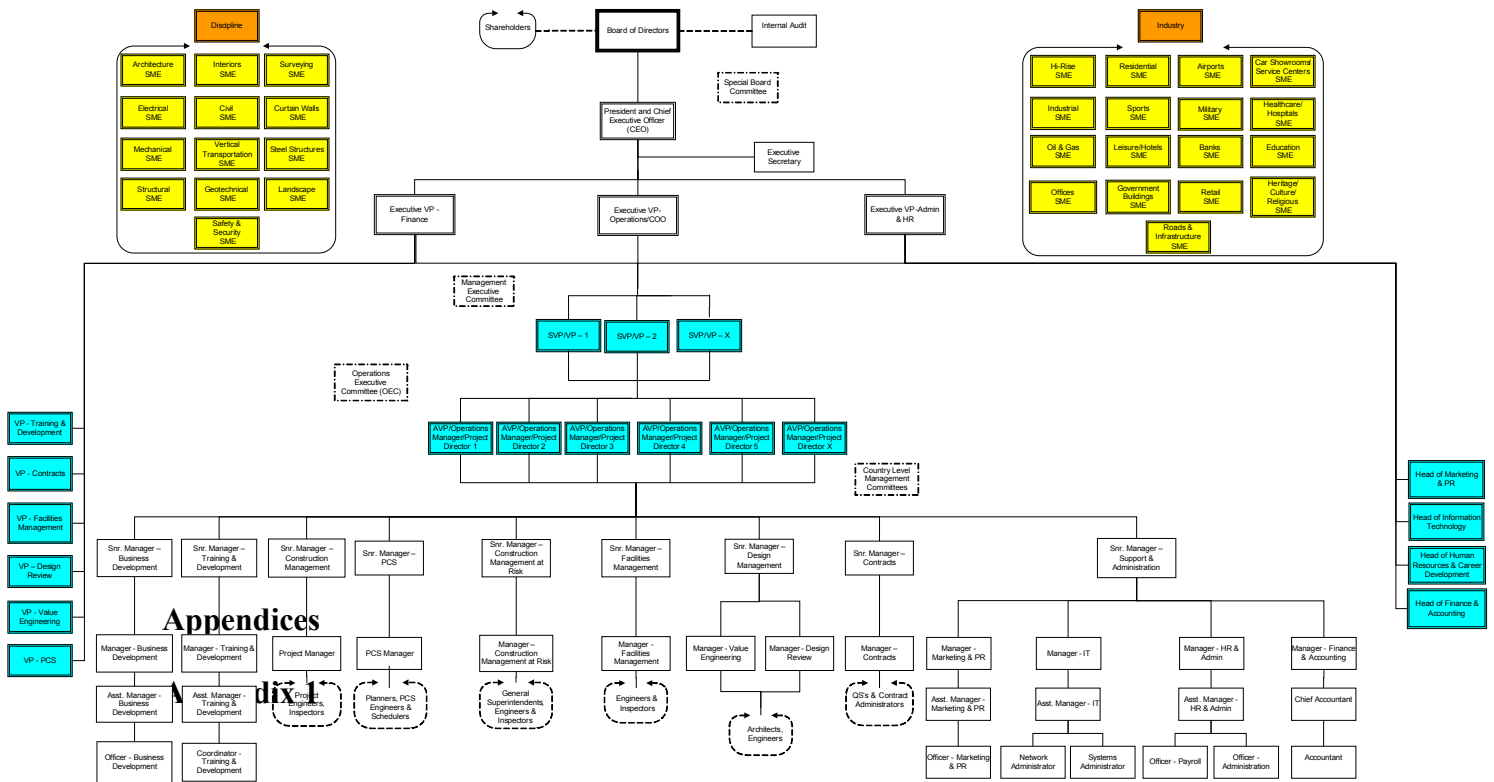 Discipline
Architecture
SME
Interiors
SME
Surveying
SME
Electrical
SME
Civil
SME
Curtain Walls
SME
Mechanical
SME
Vertical
Transportation
SME
Steel Structures
SME
Structural
SME
Geotechnical
SME
Landscape
SME
Safety &
Security
SME
Shareholders
Board of Directors
Internal Audit
Special Board
Committee
President and Chief
Executive Officer
(CEO)
Executive
Secretary
Executive VP -
Finance
Executive VP-
Operations/COO
Executive VP -Admin
& HR
Industry
Hi-Rise
SME
Residential
SME
Airports
SME
Car Showrooms/
Service Centers
SME
Industrial
SME
Sports
SME
Military
SME
Healthcare/
Hospitals
SME
Oil & Gas
SME
Leisure/Hotels
SME
Banks
SME
Education
SME
Offices
SME
Government
Buildings
SME
Retail
SME
Heritage/
Culture/
Religious
SME
Roads &
Infrastructure
SME
Management
Executive
Committee
SVP/VP – 1
SVP/VP – 2
SVP/VP – X
Operations
Executive
Committee (OEC)
AVP/Operations
Manager/Project
Director 1
AVP/Operations
Manager/Project
Director 2
AVP/Operations
Manager/Project
Director 3
AVP/Operations
Manager/Project
Director 4
AVP/Operations
Manager/Project
Director 5
AVP/Operations
Manager/Project
Director X
Country Level
Management
Committees
VP - Training &
Development
VP - Contracts
VP - Facilities
Management
VP – Design
Review
VP - Value
Engineering
VP - PCS
Head of Marketing
& PR
Head of Information
Technology
Head of Human
Resources & Career
Development
Head of Finance &
Accounting
Snr. Manager –
Business
Development
Snr. Manager –
Training &
Development
Snr. Manager –
Construction
Management
Snr. Manager –
PCS
Snr. Manager –
Construction
Management at
Risk
Snr. Manager –
Facilities
Management
Snr. Manager –
Design
Management
Snr. Manager –
Contracts
Snr. Manager –
Support &
Administration
Appendices
Manager - Business
Development
Manager - Training &
Development
Project Manager
PCS Manager
Manager –
Construction
Management at Risk
Manager -
Facilities
Management
Manager - Value
Engineering
Manager - Design
Review
Manager –
Contracts
Manager -
Marketing & PR
Manager - IT
Manager - HR &
Admin
Manager - Finance
& Accounting
dix 1
Asst. Manager -
Business
Development
Asst. Manager -
Training &
Development
Project
Engineers,
Inspectors
Planners, PCS
Engineers &
Schedulers
General
Superintendents,
Engineers &
Inspectors
Engineers &
Inspectors
Architects,
Engineers
QS's & Contract
Administrators
Asst. Manager -
Marketing & PR
Asst. Manager - IT
Asst. Manager -
HR & Admin
Chief Accountant
Officer - Business
Development
Coordinator -
Training &
Development
Officer - Marketing
& PR
Network
Administrator
Systems
Administrator
Officer - Payroll
Officer -
Administration
Accountant